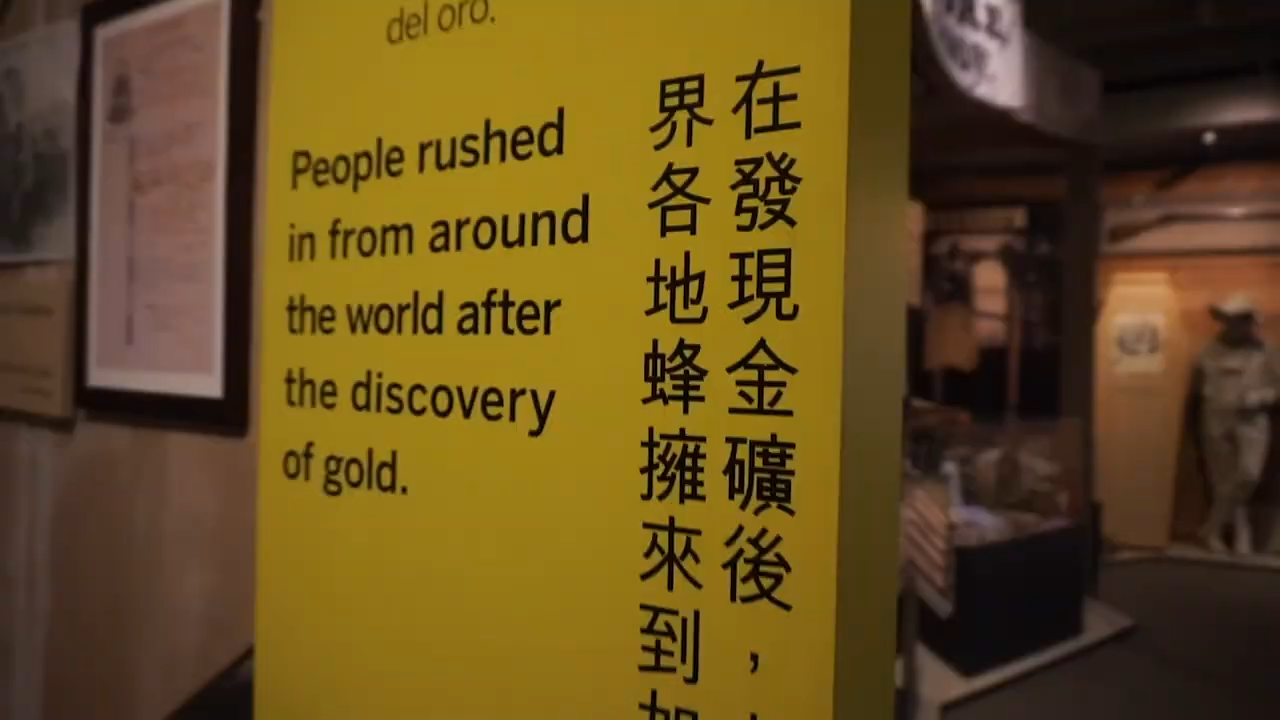 del oro.
People rushed
in from around
the world after
the discovery
of gold.
在發現金礦後，
界各地蜂擁來到